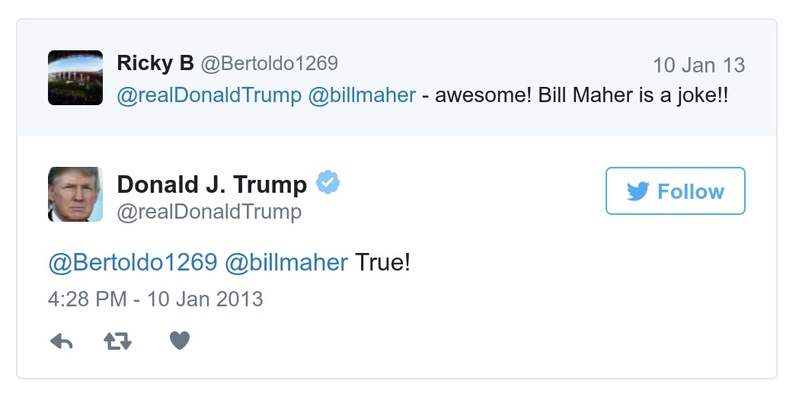 Ricky B @Bertoldo1269 10 Jan 13
@realDonaldTrump @billmaher - awesome! Bill Maher is a joke!!
Donald J. Trump
@realDonaldTrump
Follow
@Bertoldo1269 @billmaher True!
4:28 PM - 10 Jan 2013